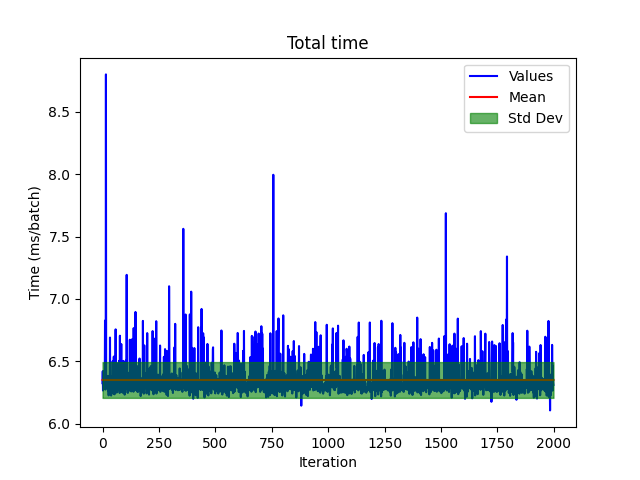 Total time
Values
Mean
Std Dev
Time (ms/batch)
8.5
8.0
7.5
7.0
6.5
6.0
0 250 500 750 1000 1250 1500 1750 2000
Iteration